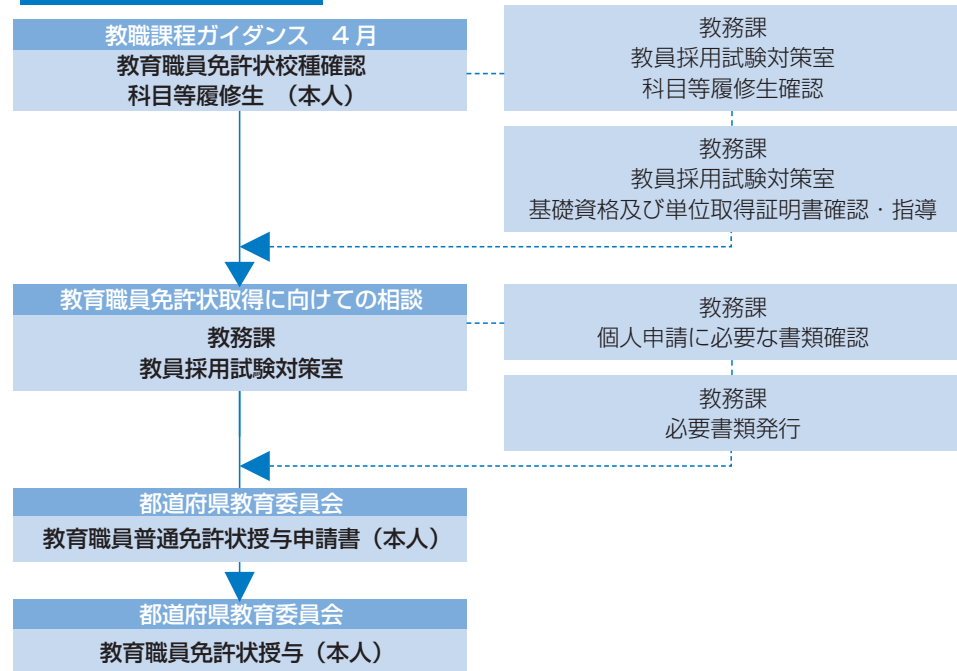 教職課程ガイダンス　４月
教育職員免許状校種確認
科目等履修生　（本人）
教務課
教員採用試験対策室
科目等履修生確認
教務課
教員採用試験対策室
基礎資格及び単位取得証明書確認・指導
教育職員免許状取得に向けての相談
教務課
教員採用試験対策室
教務課
個人申請に必要な書類確認
教務課
必要書類発行
都道府県教育委員会
教育職員普通免許状授与申請書（本人）
都道府県教育委員会
教育職員免許状授与（本人）